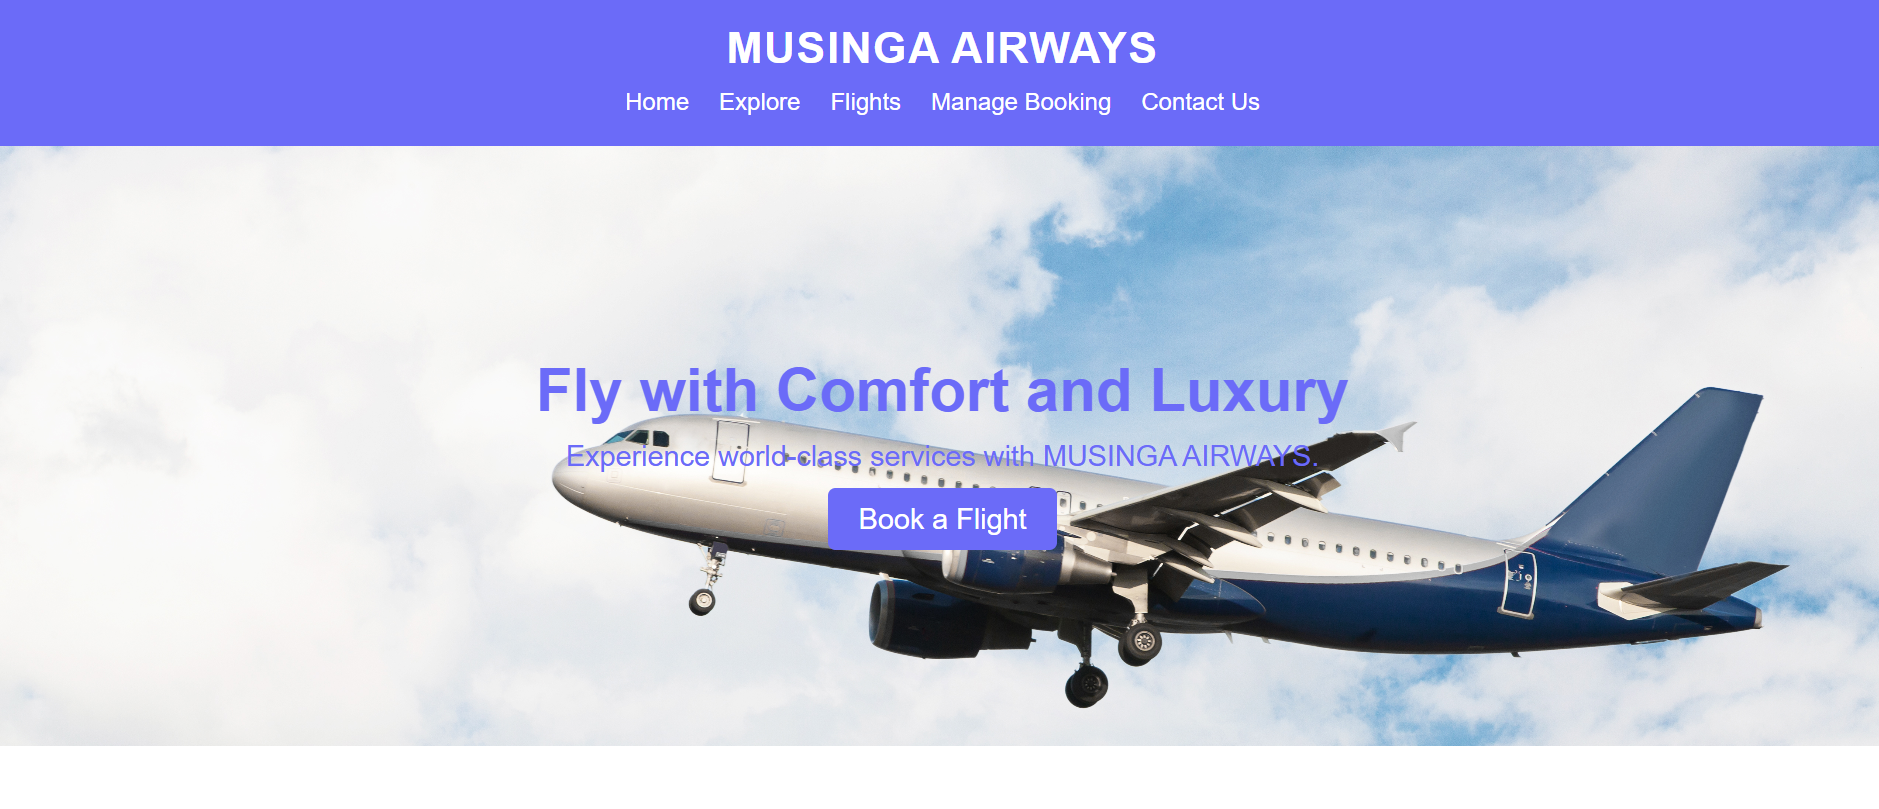 MUSINGA AIRWAYS
Home Explore Flights Manage Booking Contact Us
Fly with Comfort and Luxury
Experience world-class services with MUSINGA AIRWAYS.
Book a Flight